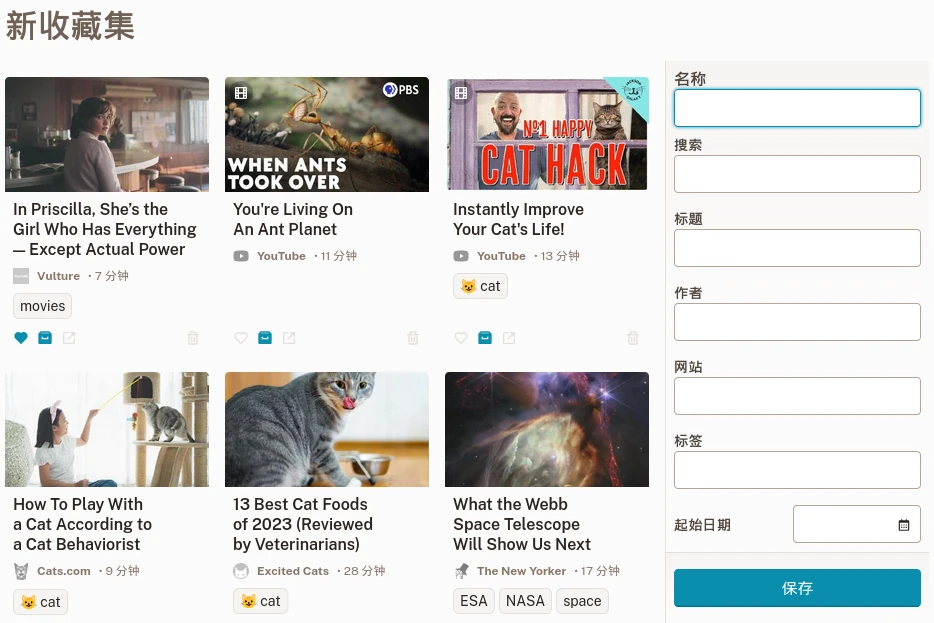 新收藏集
In Priscilla, She’s the
Girl Who Has Everything
— Except Actual Power
Vulture · 7 分钟
movies
PBS
WHEN ANTS
TOOK OVER
You're Living On
An Ant Planet
YouTube · 11 分钟
Nº1 HAPPY
CAT HACK
Instantly Improve
Your Cat's Life!
YouTube · 13 分钟
😺 cat
How To Play With
a Cat According to
a Cat Behaviorist
Cats.com · 9 分钟
😺 cat
13 Best Cat Foods
of 2023 (Reviewed
by Veterinarians)
Excited Cats · 28 分钟
😺 cat
What the Webb
Space Telescope
Will Show Us Next
The New Yorker · 17 分钟
ESA NASA space
名称
搜索
标题
作者
网站
标签
起始日期
保存